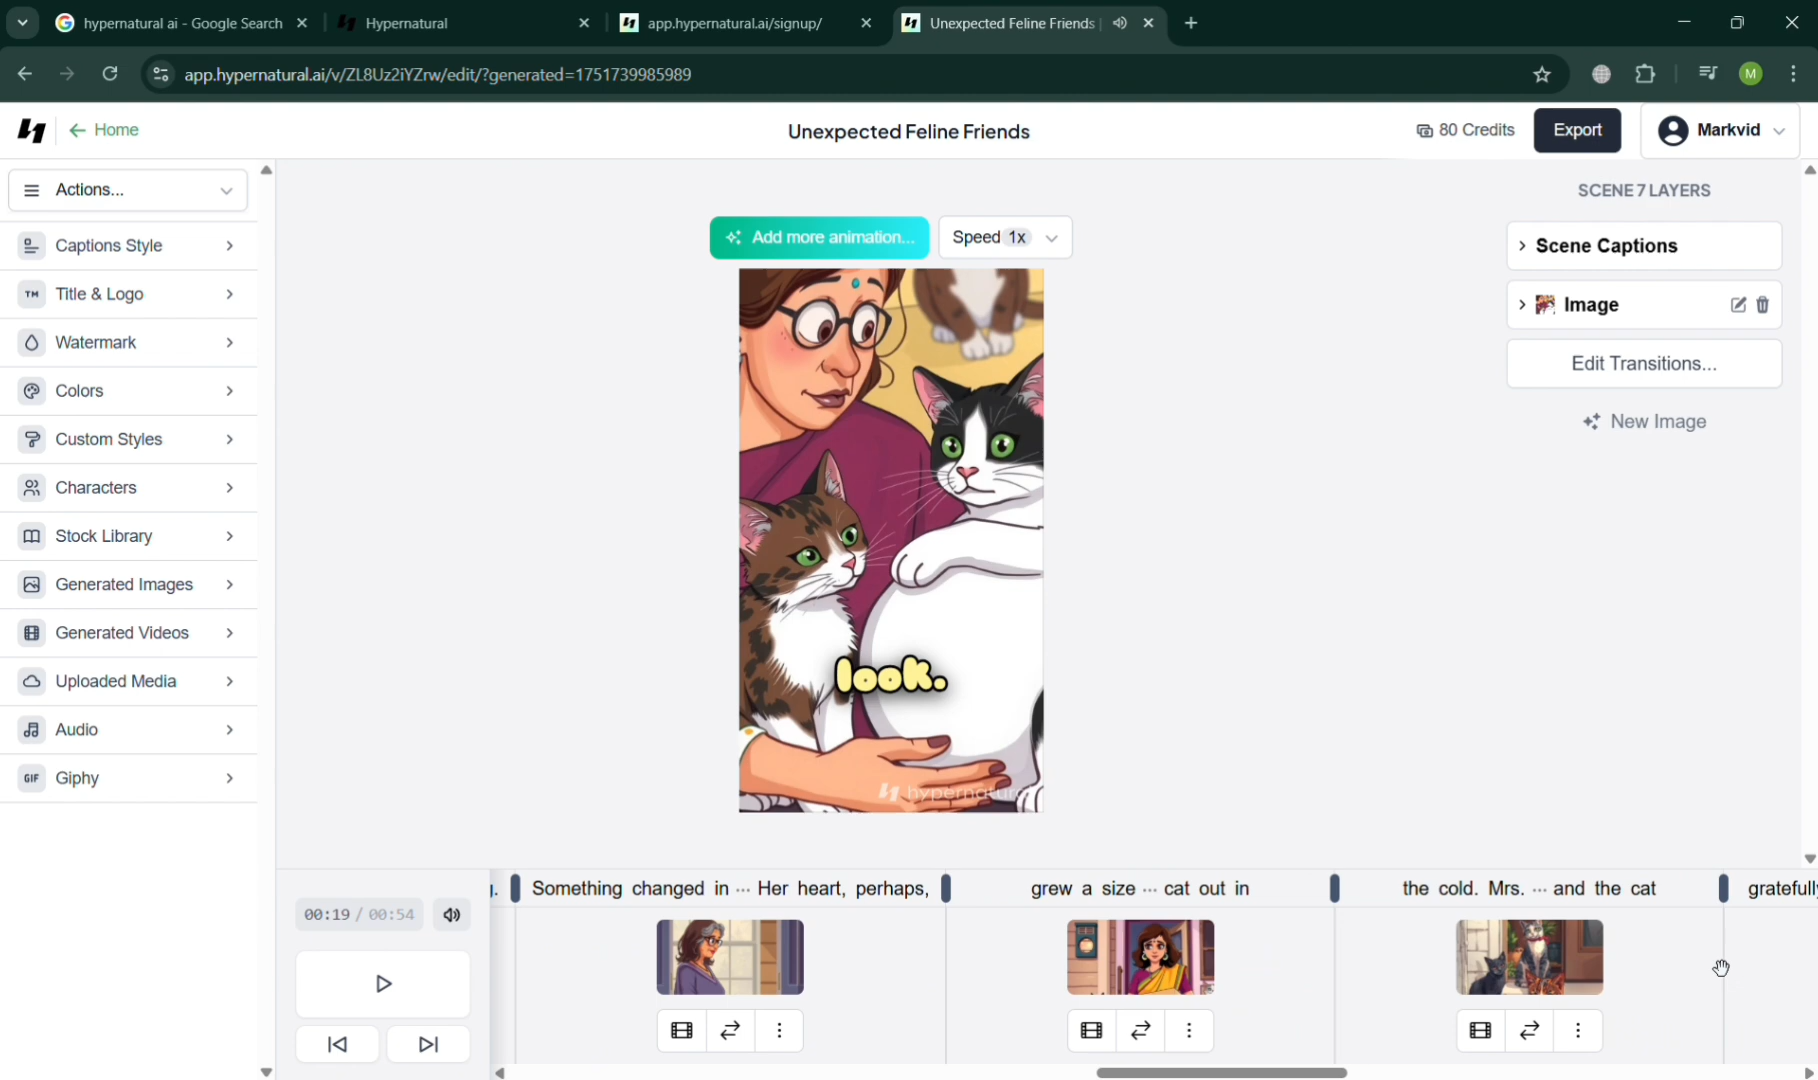 hypernatural ai - Google Search
Hypernatural
app.hypernatural.ai/signup/
Unexpected Feline Friends
app.hypernatural.ai/v/ZL8Uz2iYZrw/edit/?generated=1751739985989
M
Home
Unexpected Feline Friends
80 Credits
Export
Markvid
Actions...
Captions Style
TM Title & Logo
Watermark
Colors
Custom Styles
Characters
Stock Library
Generated Images
Generated Videos
Uploaded Media
Audio
GIF Giphy
Add more animation...
Speed 1x
look.
hypernatural
SCENE 7 LAYERS
Scene Captions
Image
Edit Transitions...
New Image
00:19 / 00:54
Something changed in ... Her heart, perhaps,
grew a size ... cat out in
the cold. Mrs. ... and the cat